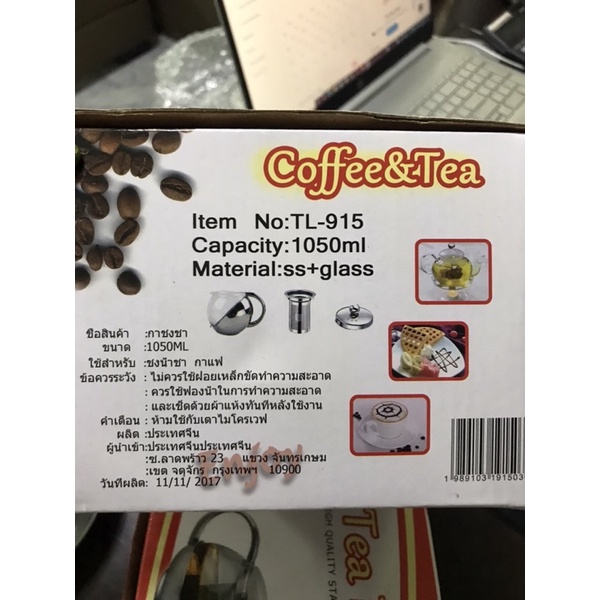 Coffee&Tea
Item No:TL-915
Capacity:1050ml
Material:ss+glass
ชื่อสินค้า :กาชงชา
ขนาด :1050ML
ใช้สำหรับ :ชงน้ำชา กาแฟ
ข้อควรระวัง :ไม่ควรใช้ฝอยเหล็กขัดทำความสะอาด
:ควรใช้ฟองน้ำในการทำความสะอาด
:และเช็ดด้วยผ้าแห้งทันทีหลังใช้งาน
คำเตือน :ห้ามใช้กับเตาไมโครเวฟ
ผลิต :ประเทศจีน
ผู้นำเข้า:ประเทศจีนประเทศจีน
:ซ.ลาดพร้าว 23 แขวง จันทรเกษม
:เขต จตุจักร กรุงเทพฯ 10900
วันที่ผลิต: 11/11/ 2017
1 989103 191503
Tea
HIGH QUALITY